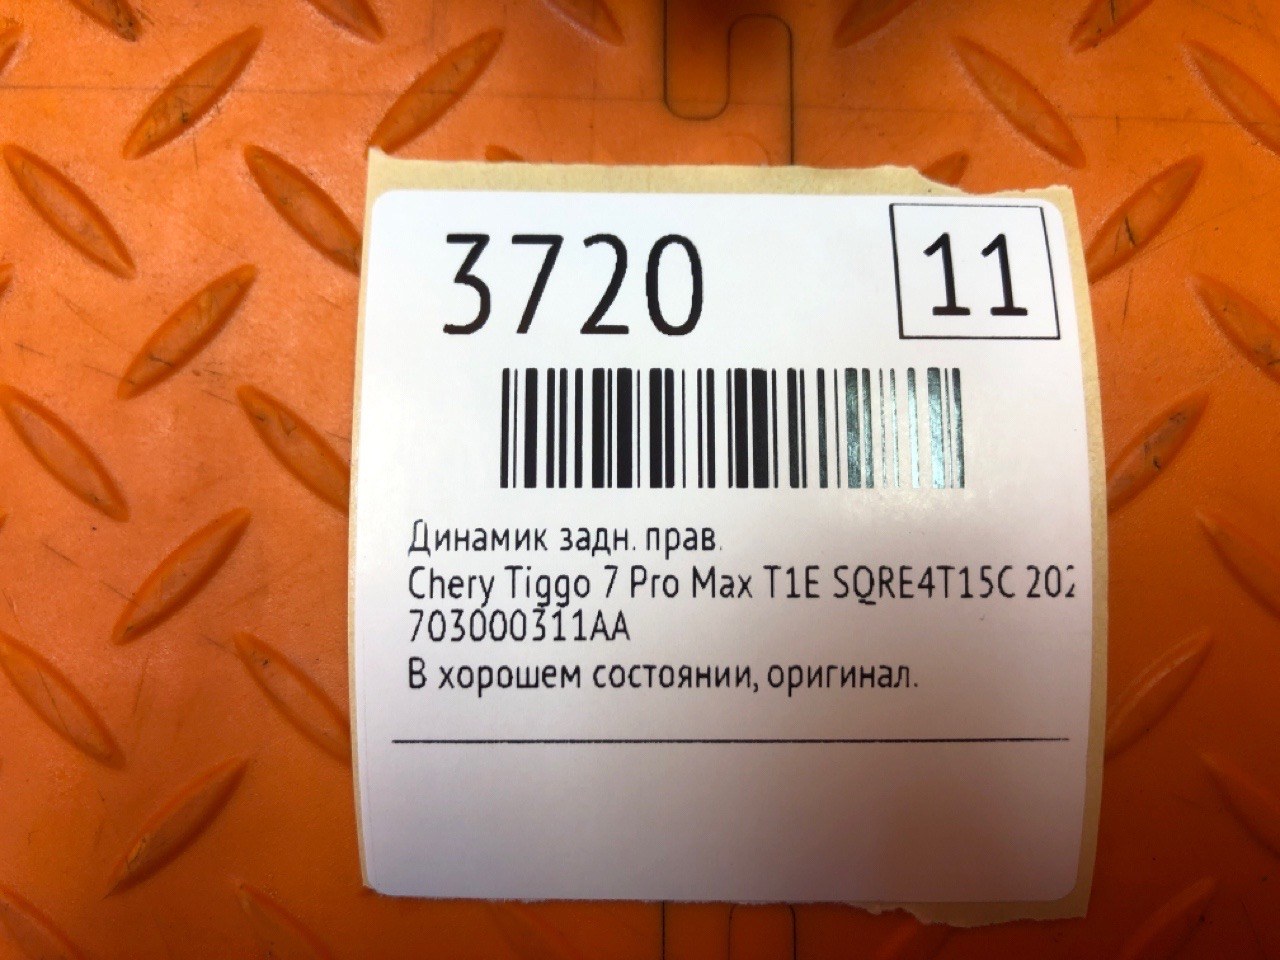 3720
11
Динамик задн. прав.
Chery Tiggo 7 Pro Max T1E SQRE4T15C 202
703000311AA
В хорошем состоянии, оригинал.